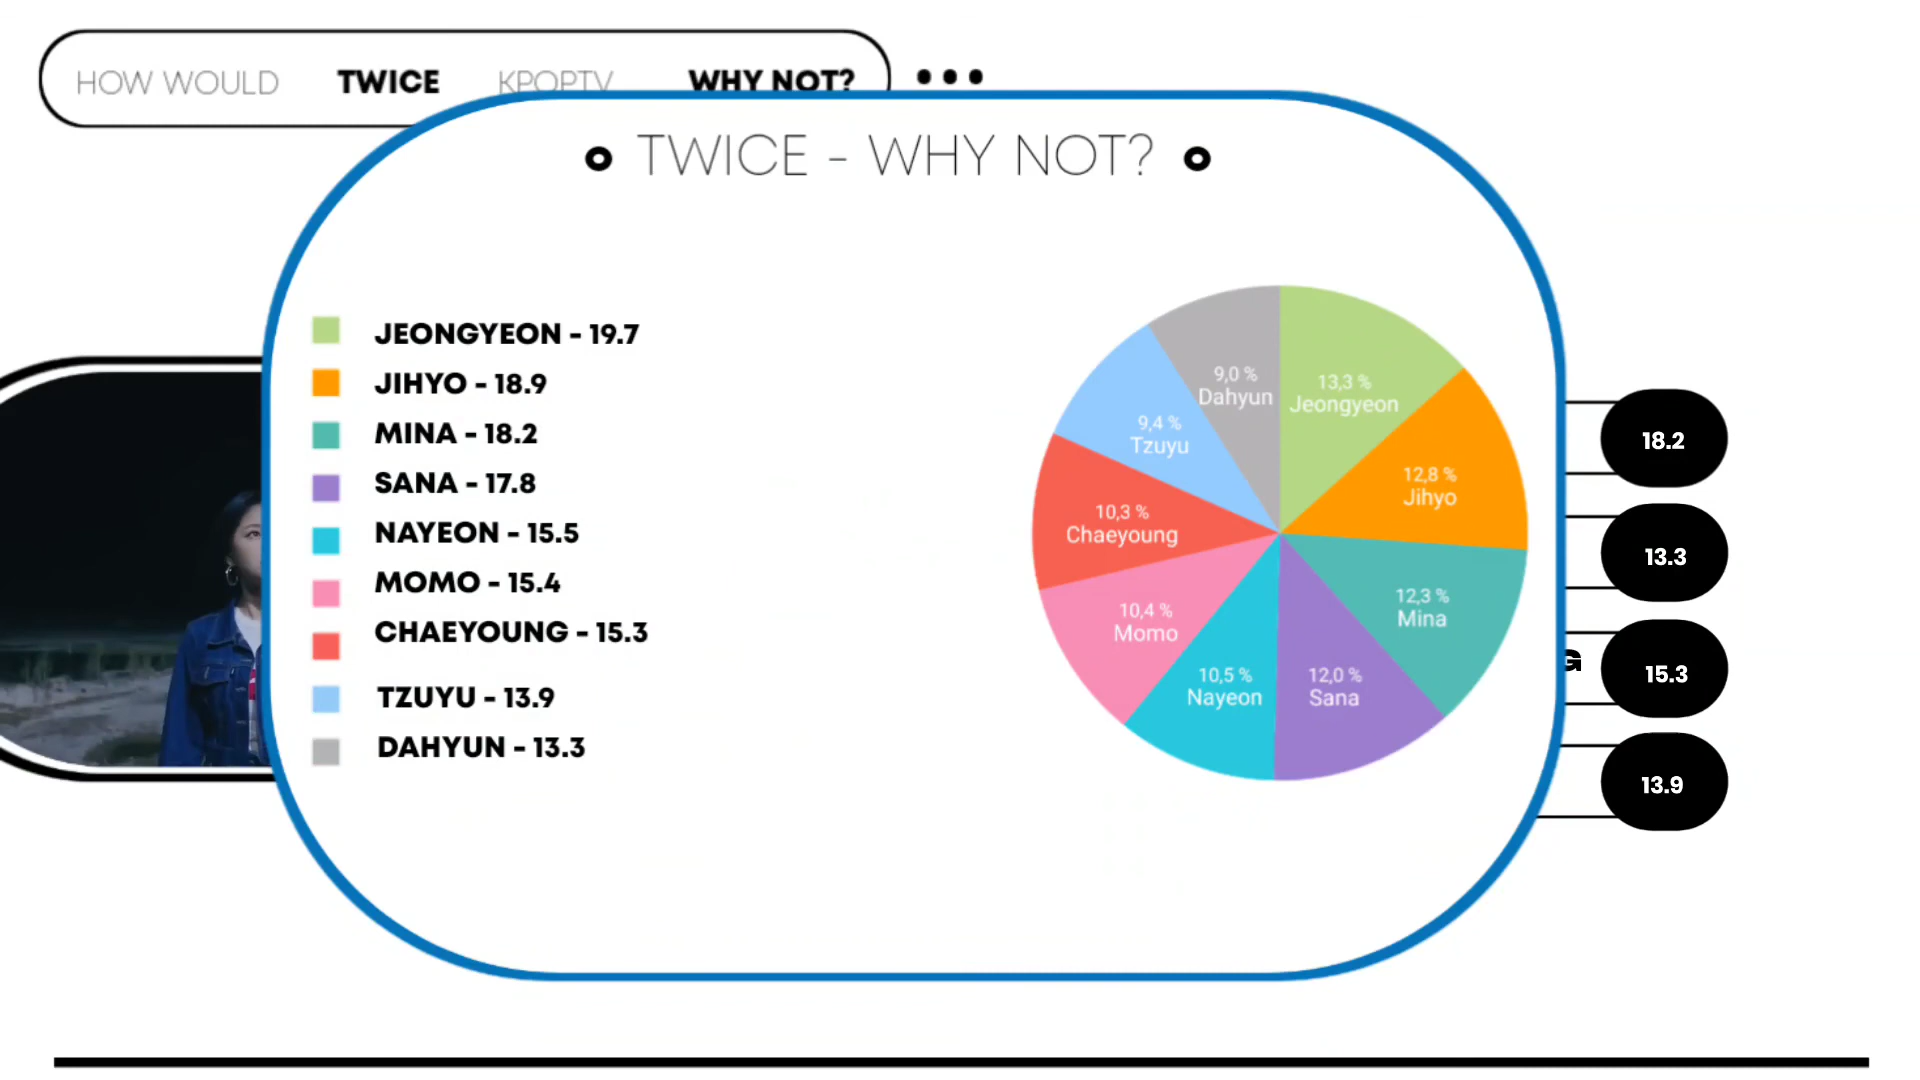 HOW WOULD TWICE KPOPTV WHY NOT?
TWICE - WHY NOT?
JEONGYEON - 19.7
JIHYO - 18.9
MINA - 18.2
SANA - 17.8
NAYEON - 15.5
MOMO - 15.4
CHAEYOUNG - 15.3
TZUYU - 13.9
DAHYUN - 13.3
9,0 %
Dahyun
13,3 %
Jeongyeon
9,4 %
Tzuyu
12,8 %
Jihyo
10,3 %
Chaeyoung
12,3 %
Mina
10,4 %
Momo
10,5 %
Nayeon
12,0 %
Sana
18.2
13.3
G 15.3
13.9